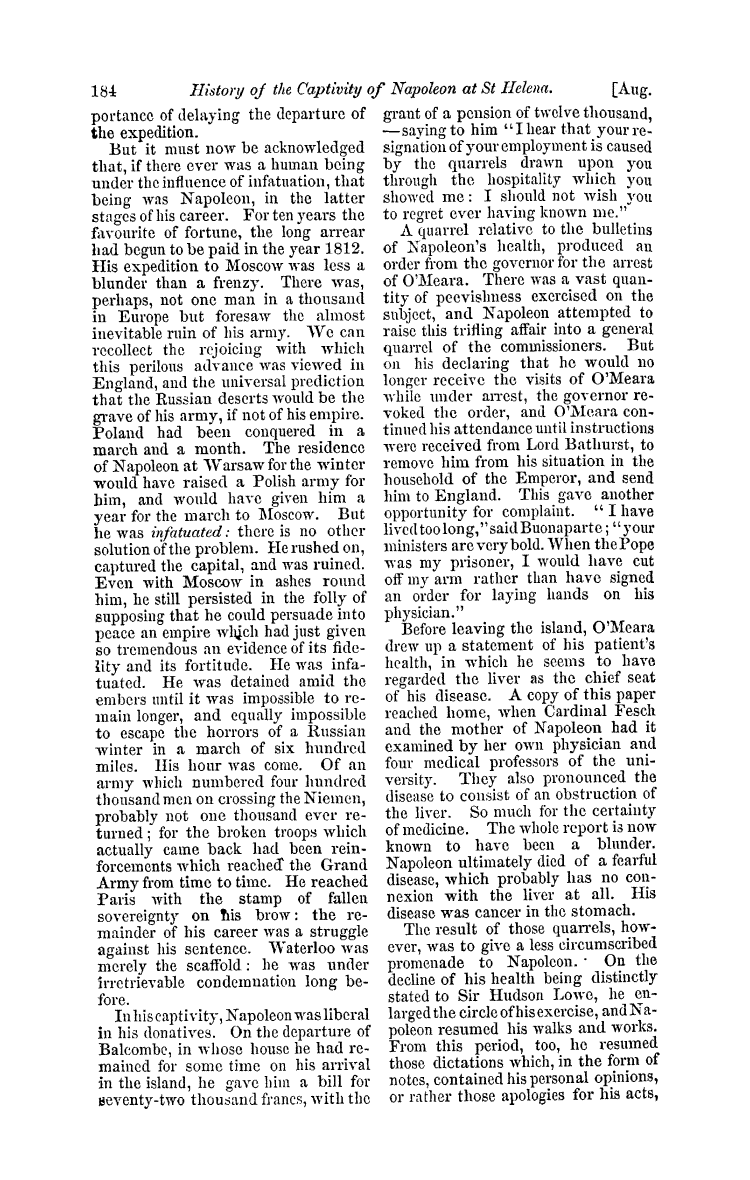 184 History of the Captivity of Napoleon at St Helena. [Aug.
portance of delaying the departure of
the expedition.
But it must now be acknowledged
that, if there ever was a human being
under the influence of infatuation, that
being was Napoleon, in the latter
stages of his career. For ten years the
favourite of fortune, the long arrear
had begun to be paid in the year 1812.
His expedition to Moscow was less a
blunder than a frenzy. There was,
perhaps, not one man in a thousand
in Europe but foresaw the almost
inevitable ruin of his army. We can
recollect the rejoicing with which
this perilous advance was viewed in
England, and the universal prediction
that the Russian deserts would be the
grave of his army, if not of his empire.
Poland had been conquered in a
march and a month. The residence
of Napoleon at Warsaw for the winter
would have raised a Polish army for
him, and would have given him a
year for the march to Moscow. But
he was infatuated: there is no other
solution of the problem. He rushed on,
captured the capital, and was ruined.
Even with Moscow in ashes round
him, he still persisted in the folly of
supposing that he could persuade into
peace an empire which had just given
so tremendous an evidence of its fide-
lity and its fortitude. He was infa-
tuated. He was detained amid the
embers until it was impossible to re-
main longer, and equally impossible
to escape the horrors of a Russian
winter in a march of six hundred
miles. His hour was come. Of an
army which numbered four hundred
thousand men on crossing the Niemen,
probably not one thousand ever re-
turned; for the broken troops which
actually came back had been rein-
forcements which reached the Grand
Army from time to time. He reached
Paris with the stamp of fallen
sovereignty on his brow: the re-
mainder of his career was a struggle
against his sentence. Waterloo was
merely the scaffold: he was under
irretrievable condemnation long be-
fore.
In his captivity, Napoleon was liberal
in his donatives. On the departure of
Balcombe, in whose house he had re-
mained for some time on his arrival
in the island, he gave him a bill for
seventy-two thousand francs, with the
grant of a pension of twelve thousand,
—saying to him "I hear that your re-
signation of your employment is caused
by the quarrels drawn upon you
through the hospitality which you
showed me: I should not wish you
to regret ever having known me."
A quarrel relative to the bulletins
of Napoleon's health, produced an
order from the governor for the arrest
of O'Meara. There was a vast quan-
tity of peevishness exercised on the
subject, and Napoleon attempted to
raise this trifling affair into a general
quarrel of the commissioners. But
on his declaring that he would no
longer receive the visits of O'Meara
while under arrest, the governor re-
voked the order, and O'Meara con-
tinued his attendance until instructions
were received from Lord Bathurst, to
remove him from his situation in the
household of the Emperor, and send
him to England. This gave another
opportunity for complaint. "I have
lived too long," said Buonaparte; "your
ministers are very bold. When the Pope
was my prisoner, I would have cut
off my arm rather than have signed
an order for laying hands on his
physician."
Before leaving the island, O'Meara
drew up a statement of his patient's
health, in which he seems to have
regarded the liver as the chief seat
of his disease. A copy of this paper
reached home, when Cardinal Fesch
and the mother of Napoleon had it
examined by her own physician and
four medical professors of the uni-
versity. They also pronounced the
disease to consist of an obstruction of
the liver. So much for the certainty
of medicine. The whole report is now
known to have been a blunder.
Napoleon ultimately died of a fearful
disease, which probably has no con-
nexion with the liver at all. His
disease was cancer in the stomach.
The result of those quarrels, how-
ever, was to give a less circumscribed
promenade to Napoleon. On the
decline of his health being distinctly
stated to Sir Hudson Lowe, he en-
larged the circle of his exercise, and Na-
poleon resumed his walks and works.
From this period, too, he resumed
those dictations which, in the form of
notes, contained his personal opinions,
or rather those apologies for his acts,